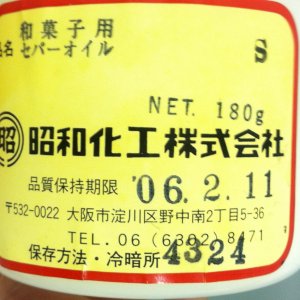 和菓子用
品名 セパーオイル
S
NET. 180g
昭 昭和化工株式会社
品質保持期限 '06.2.11
〒532-0022 大阪市淀川区野中南2丁目5-36
TEL. 06 (6302) 8471
保存方法・冷暗所 4324